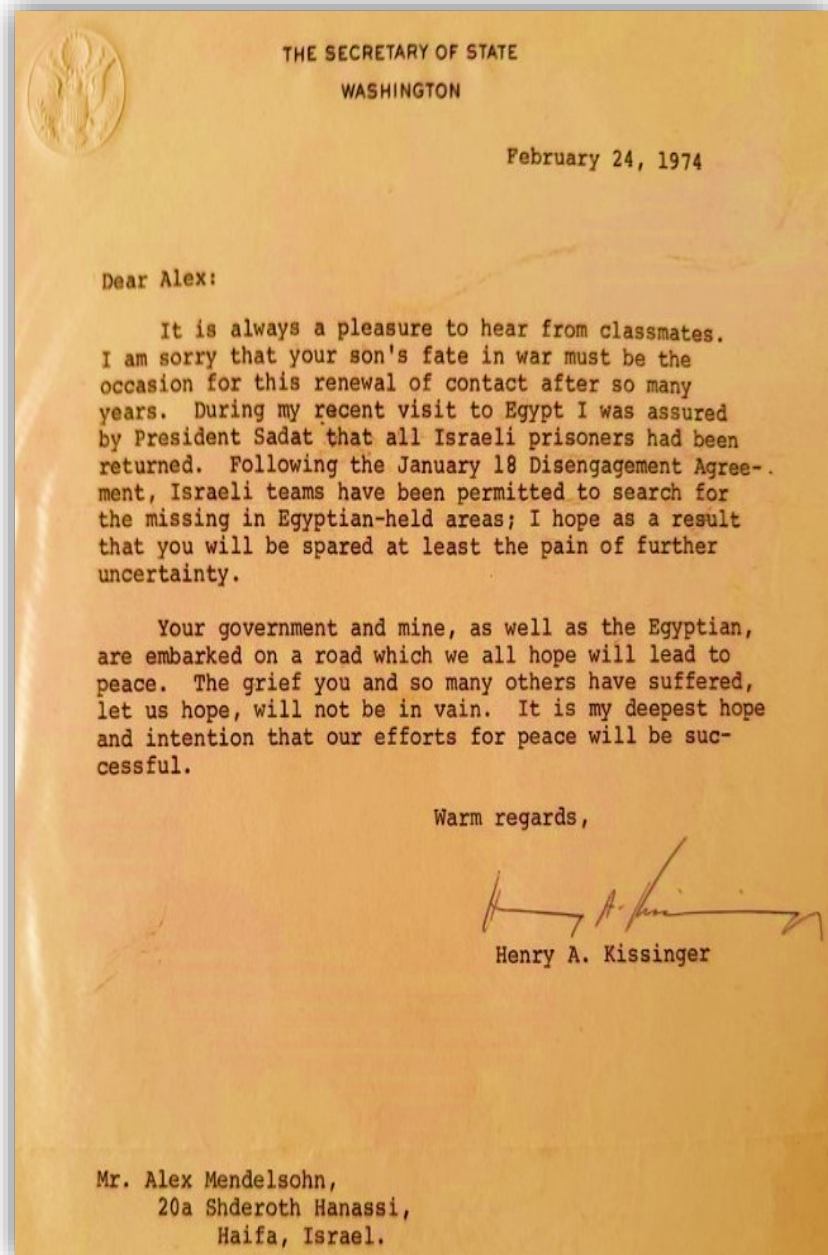 THE SECRETARY OF STATE
WASHINGTON
February 24, 1974
Dear Alex:
It is always a pleasure to hear from classmates.
I am sorry that your son's fate in war must be the
occasion for this renewal of contact after so many
years. During my recent visit to Egypt I was assured
by President Sadat that all Israeli prisoners had been
returned. Following the January 18 Disengagement Agree-
ment, Israeli teams have been permitted to search for
the missing in Egyptian-held areas; I hope as a result
that you will be spared at least the pain of further
uncertainty.
Your government and mine, as well as the Egyptian,
are embarked on a road which we all hope will lead to
peace. The grief you and so many others have suffered,
let us hope, will not be in vain. It is my deepest hope
and intention that our efforts for peace will be suc-
cessful.
Warm regards,
Henry A. Kissinger
Mr. Alex Mendelsohn,
20a Shderoth Hanassi,
Haifa, Israel.